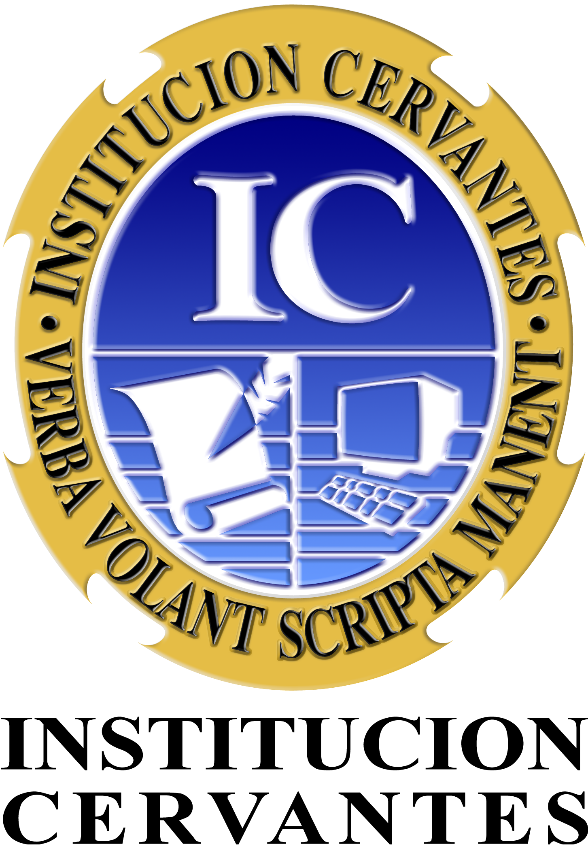 INSTITUCION CERVANTES
IC
· VERBA VOLANT SCRIPTA MANENT ·
INSTITUCION
CERVANTES